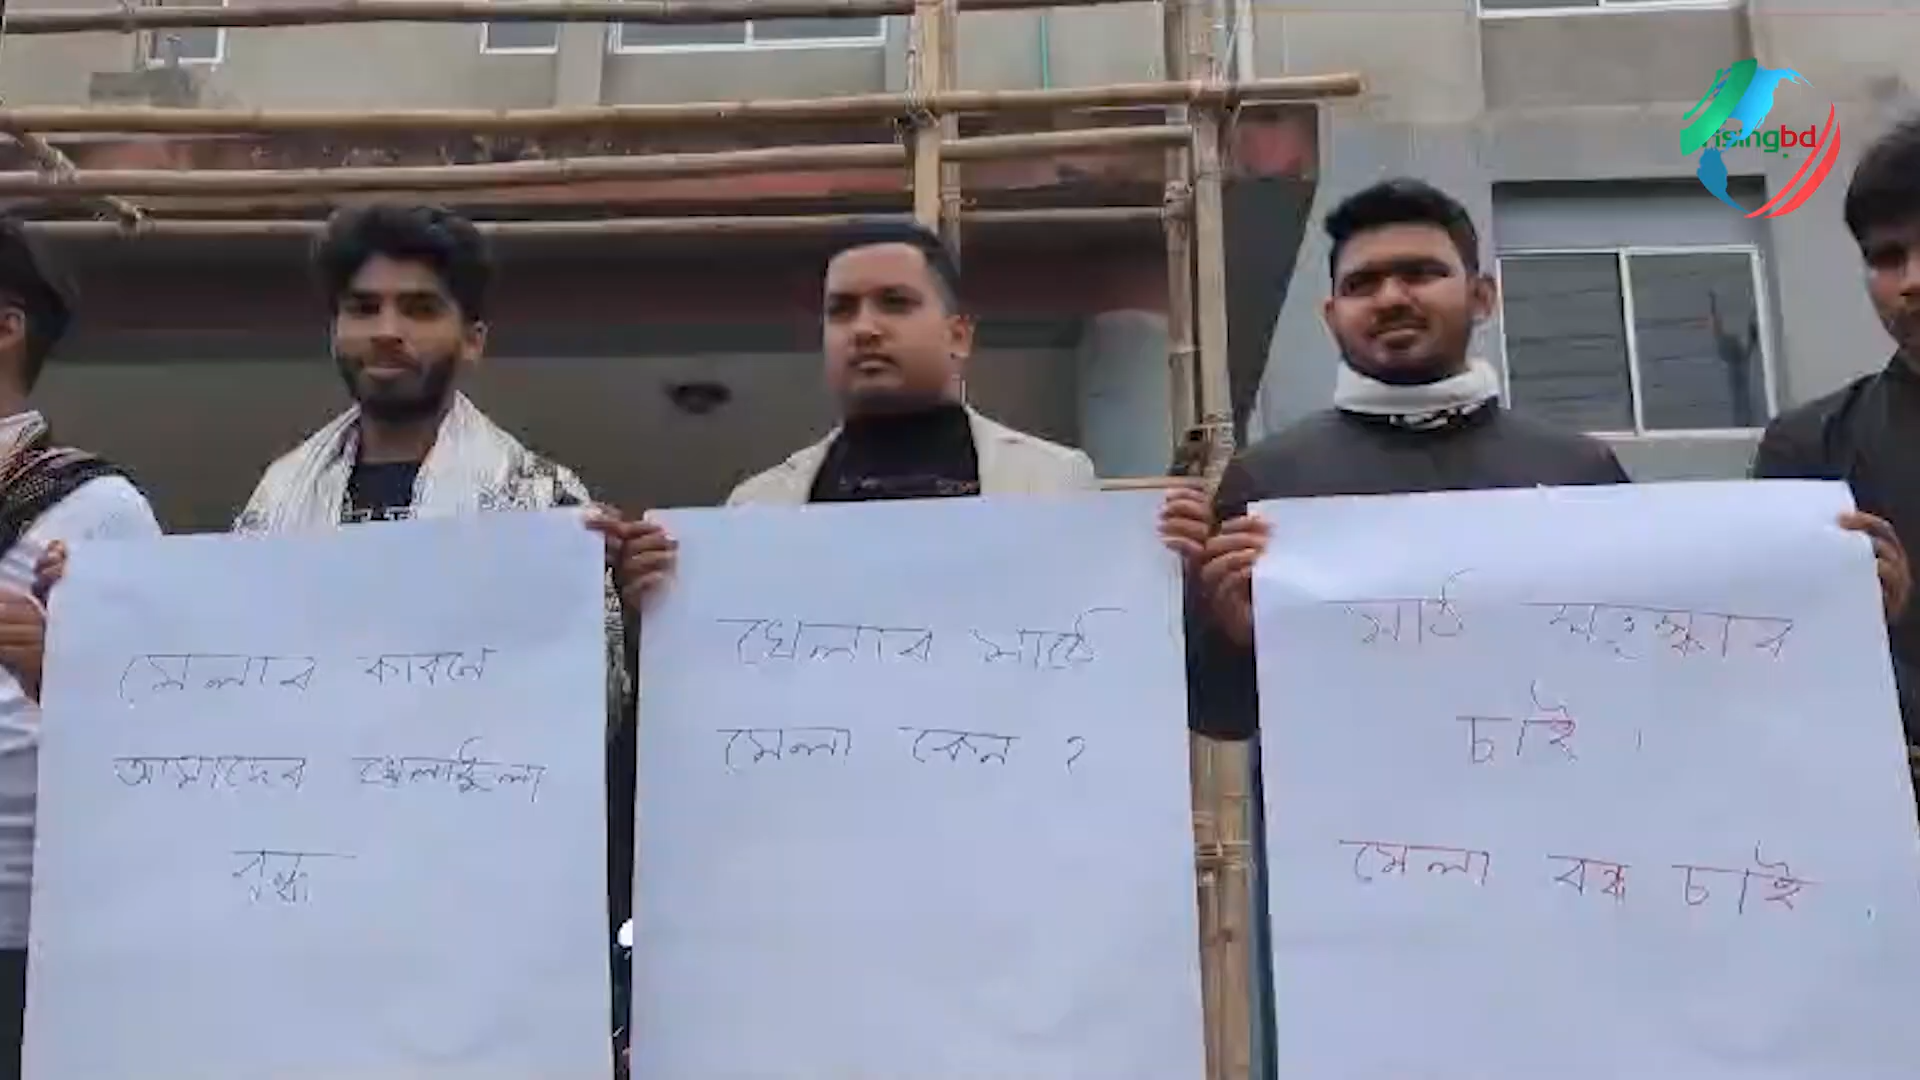 risingbd
মেলার কারনে
আমাদের খেলাধুলা
বন্ধ
খেলার মাঠে
মেলা কেন ?
মাঠ সংস্কার
চাই ।
মেলা বন্ধ চাই